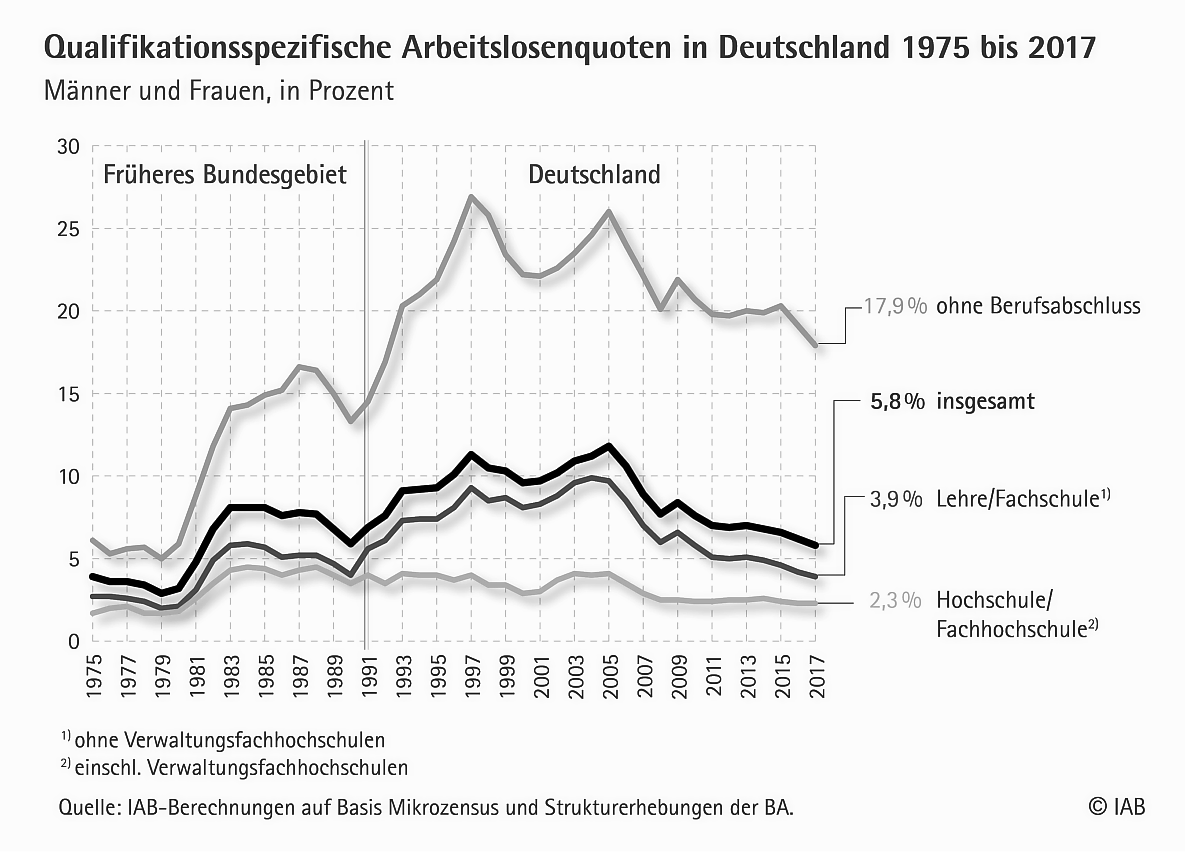 Qualifikationsspezifische Arbeitslosenquoten in Deutschland 1975 bis 2017
Männer und Frauen, in Prozent
30
Früheres Bundesgebiet
Deutschland
25
20
17,9 % ohne Berufsabschluss
15
5,8 % insgesamt
10
3,9 % Lehre/Fachschule¹⁾
5
2,3 % Hochschule/
Fachhochschule²⁾
0
1975 1977 1979 1981 1983 1985 1987 1989 1991 1993 1995 1997 1999 2001 2003 2005 2007 2009 2011 2013 2015 2017
¹⁾ ohne Verwaltungsfachhochschulen
²⁾ einschl. Verwaltungsfachhochschulen
Quelle: IAB-Berechnungen auf Basis Mikrozensus und Strukturerhebungen der BA.
© IAB